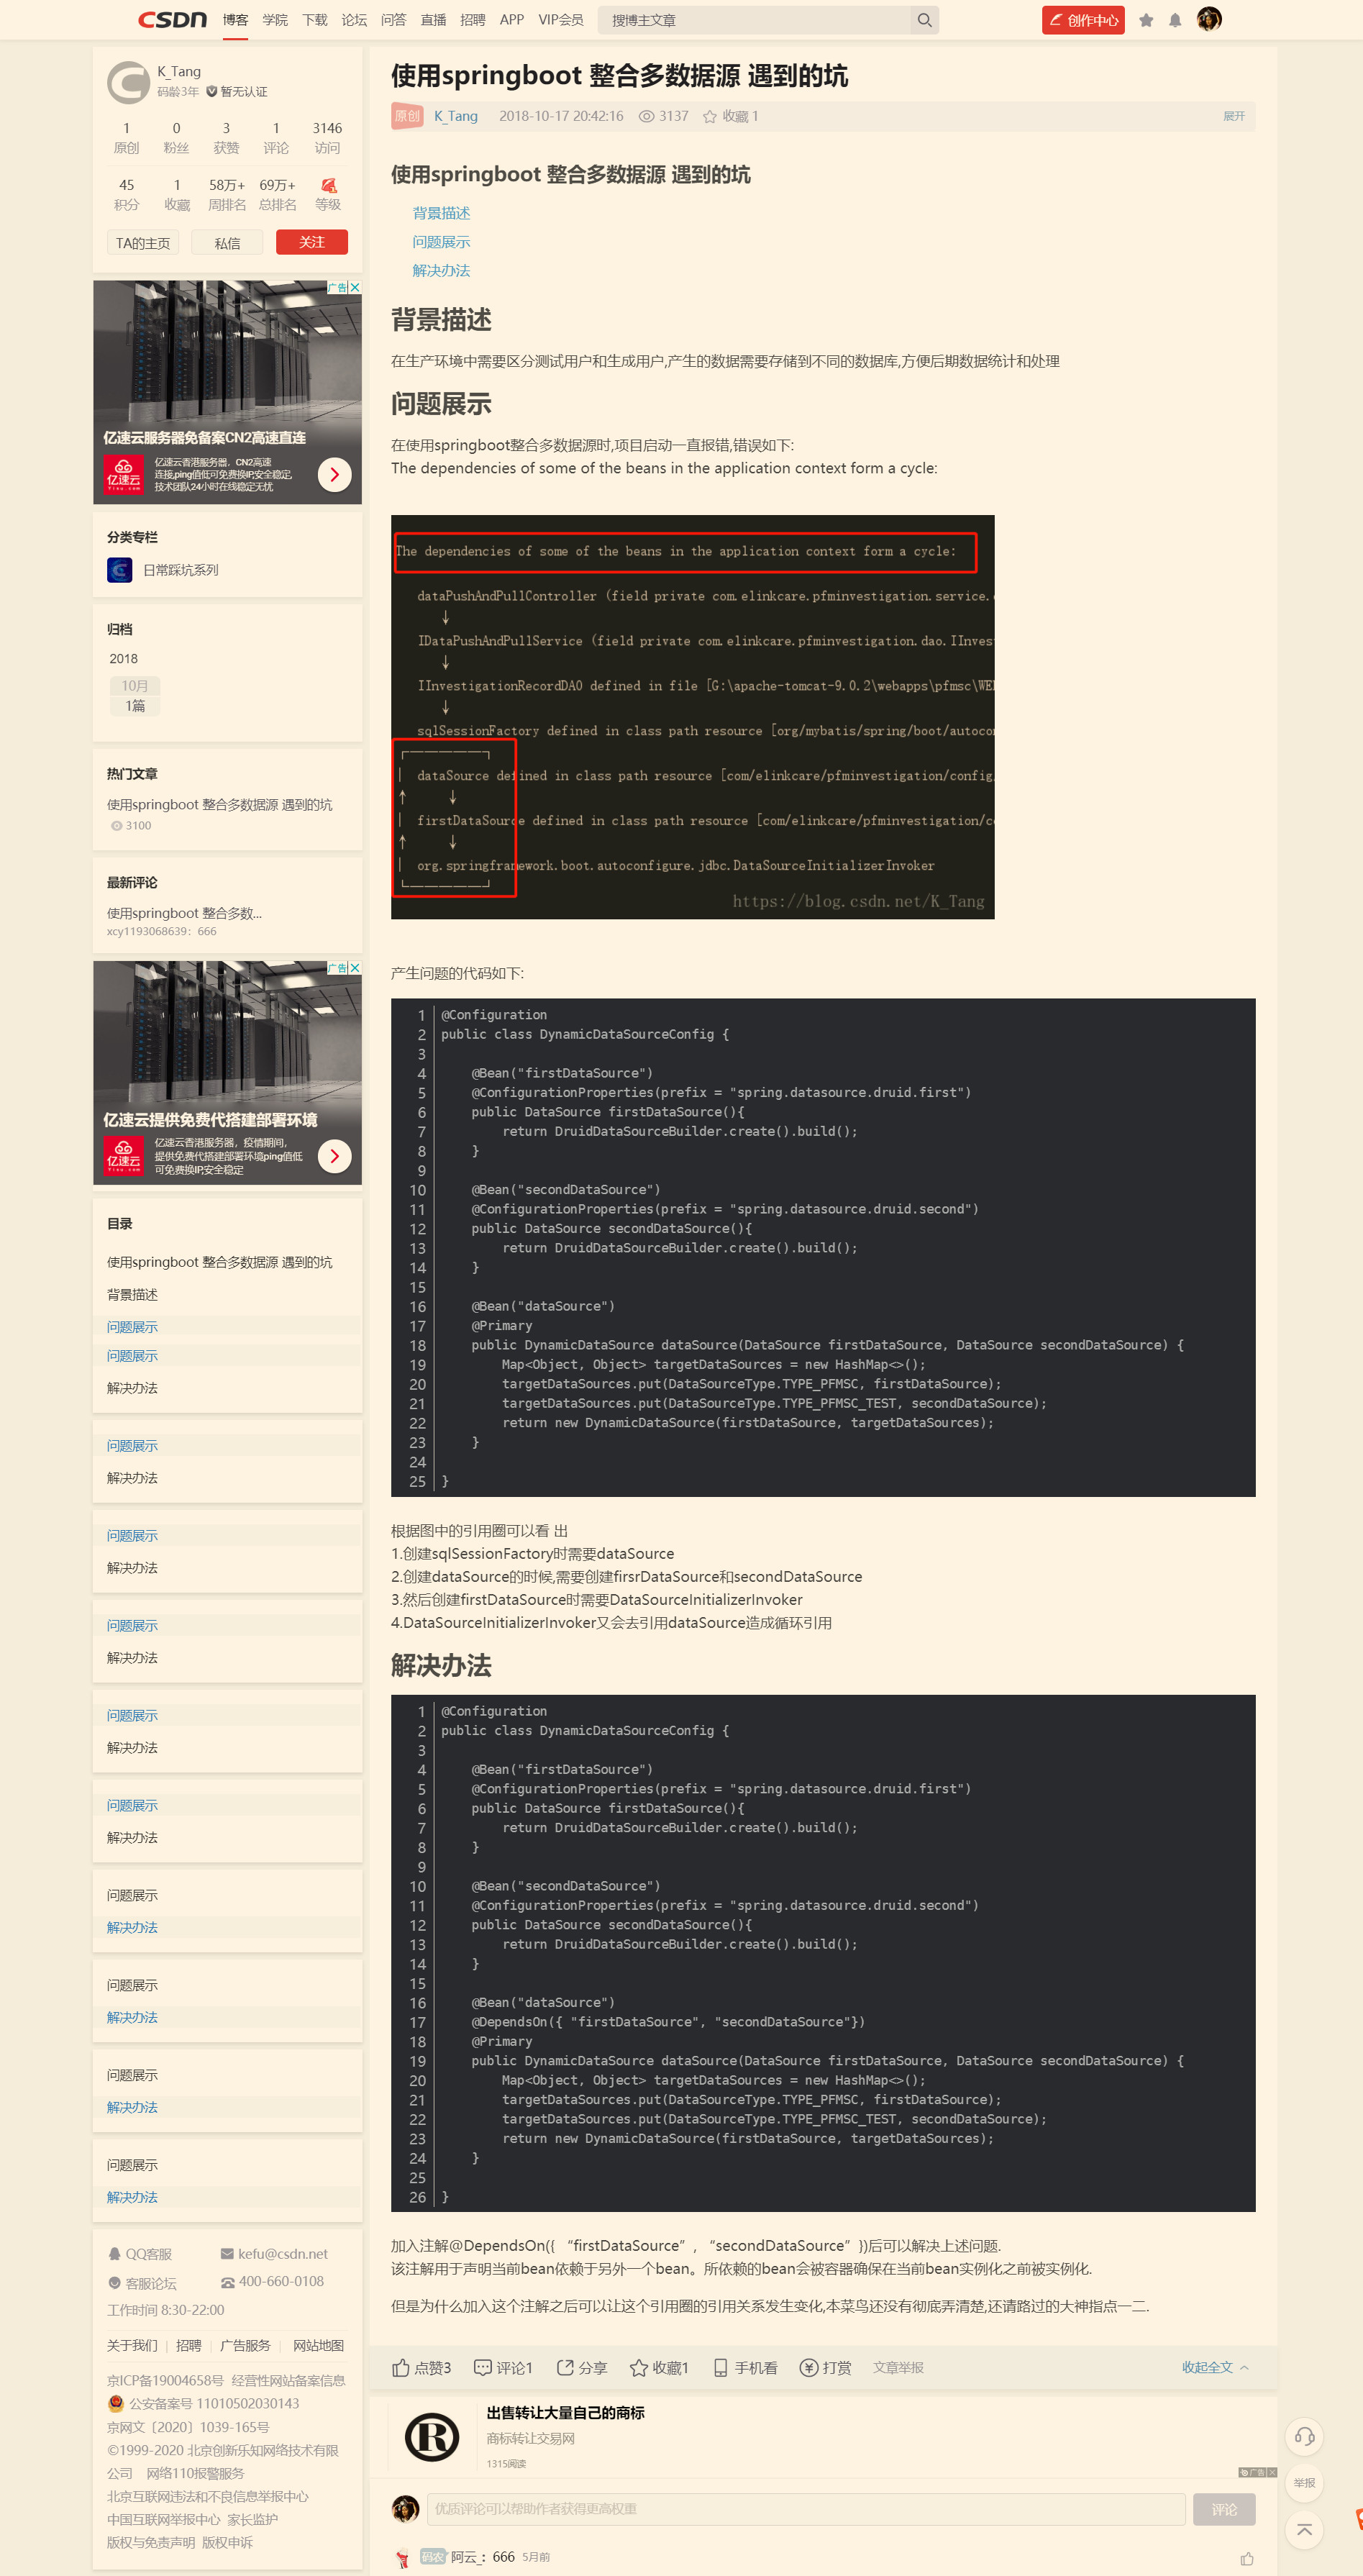 CSDN 博客 学院 下载 论坛 问答 直播 招聘 APP VIP会员 搜博主文章 创作中心
K_Tang
码龄3年 暂无认证
1 0 3 1 3146
原创 粉丝 获赞 评论 访问
45 1 58万+ 69万+
积分 收藏 周排名 总排名 等级
TA的主页 私信 关注
广告
亿速云服务器免备案CN2高速直连
亿速云
亿速云香港服务器，CN2高速
连接,ping值低可免费换IP,安全稳定,
技术团队24小时在线稳定无忧
分类专栏
日常踩坑系列
归档
2018
10月
1篇
热门文章
使用springboot 整合多数据源 遇到的坑
3100
最新评论
使用springboot 整合多数...
xcy1193068639：666
广告
亿速云提供免费代搭建部署环境
亿速云
亿速云香港服务器，疫情期间，
提供免费代搭建部署环境ping值低
可免费换IP,安全稳定
目录
使用springboot 整合多数据源 遇到的坑
背景描述
问题展示
问题展示
解决办法
问题展示
解决办法
问题展示
解决办法
问题展示
解决办法
问题展示
解决办法
问题展示
解决办法
问题展示
解决办法
问题展示
解决办法
问题展示
解决办法
问题展示
解决办法
QQ客服 kefu@csdn.net
客服论坛 400-660-0108
工作时间 8:30-22:00
关于我们 招聘 广告服务 网站地图
京ICP备19004658号 经营性网站备案信息
公安备案号 11010502030143
京网文〔2020〕1039-165号
©1999-2020 北京创新乐知网络技术有限
公司 网络110报警服务
北京互联网违法和不良信息举报中心
中国互联网举报中心 家长监护
版权与免责声明 版权申诉
使用springboot 整合多数据源 遇到的坑
原创 K_Tang 2018-10-17 20:42:16 3137 收藏 1 展开
使用springboot 整合多数据源 遇到的坑
背景描述
问题展示
解决办法
背景描述
在生产环境中需要区分测试用户和生成用户,产生的数据需要存储到不同的数据库,方便后期数据统计和处理
问题展示
在使用springboot整合多数据源时,项目启动一直报错,错误如下:
The dependencies of some of the beans in the application context form a cycle:
The dependencies of some of the beans in the application context form a cycle:
dataPushAndPullController (field private com.elinkcare.pfminvestigation.service.
↓
IDataPushAndPullService (field private com.elinkcare.pfminvestigation.dao.IInves
↓
IInvestigationRecordDAO defined in file [G:\apache-tomcat-9.0.2\webapps\pfmsc\WE
↓
sqlSessionFactory defined in class path resource [org/mybatis/spring/boot/autoco
┌─────┐
| dataSource defined in class path resource [com/elinkcare/pfminvestigation/config
↑ ↓
| firstDataSource defined in class path resource [com/elinkcare/pfminvestigation/c
↑ ↓
| org.springframework.boot.autoconfigure.jdbc.DataSourceInitializerInvoker
└─────┘
https://blog.csdn.net/K_Tang
产生问题的代码如下:
1 @Configuration
2 public class DynamicDataSourceConfig {
3
4 @Bean("firstDataSource")
5 @ConfigurationProperties(prefix = "spring.datasource.druid.first")
6 public DataSource firstDataSource(){
7 return DruidDataSourceBuilder.create().build();
8 }
9
10 @Bean("secondDataSource")
11 @ConfigurationProperties(prefix = "spring.datasource.druid.second")
12 public DataSource secondDataSource(){
13 return DruidDataSourceBuilder.create().build();
14 }
15
16 @Bean("dataSource")
17 @Primary
18 public DynamicDataSource dataSource(DataSource firstDataSource, DataSource secondDataSource) {
19 Map<Object, Object> targetDataSources = new HashMap<>();
20 targetDataSources.put(DataSourceType.TYPE_PFMSC, firstDataSource);
21 targetDataSources.put(DataSourceType.TYPE_PFMSC_TEST, secondDataSource);
22 return new DynamicDataSource(firstDataSource, targetDataSources);
23 }
24
25 }
根据图中的引用圈可以看 出
1.创建sqlSessionFactory时需要dataSource
2.创建dataSource的时候,需要创建firsrDataSource和secondDataSource
3.然后创建firstDataSource时需要DataSourceInitializerInvoker
4.DataSourceInitializerInvoker又会去引用dataSource造成循环引用
解决办法
1 @Configuration
2 public class DynamicDataSourceConfig {
3
4 @Bean("firstDataSource")
5 @ConfigurationProperties(prefix = "spring.datasource.druid.first")
6 public DataSource firstDataSource(){
7 return DruidDataSourceBuilder.create().build();
8 }
9
10 @Bean("secondDataSource")
11 @ConfigurationProperties(prefix = "spring.datasource.druid.second")
12 public DataSource secondDataSource(){
13 return DruidDataSourceBuilder.create().build();
14 }
15
16 @Bean("dataSource")
17 @DependsOn({ "firstDataSource", "secondDataSource"})
18 @Primary
19 public DynamicDataSource dataSource(DataSource firstDataSource, DataSource secondDataSource) {
20 Map<Object, Object> targetDataSources = new HashMap<>();
21 targetDataSources.put(DataSourceType.TYPE_PFMSC, firstDataSource);
22 targetDataSources.put(DataSourceType.TYPE_PFMSC_TEST, secondDataSource);
23 return new DynamicDataSource(firstDataSource, targetDataSources);
24 }
25
26 }
加入注解@DependsOn({ “firstDataSource”, “secondDataSource”})后可以解决上述问题.
该注解用于声明当前bean依赖于另外一个bean。所依赖的bean会被容器确保在当前bean实例化之前被实例化.
但是为什么加入这个注解之后可以让这个引用圈的引用关系发生变化,本菜鸟还没有彻底弄清楚,还请路过的大神指点一二.
点赞3 评论1 分享 收藏1 手机看 打赏 文章举报 收起全文
R
出售转让大量自己的商标
商标转让交易网
1315阅读
广告
优质评论可以帮助作者获得更高权重 评论
码农 阿云_: 666 5月前
举报